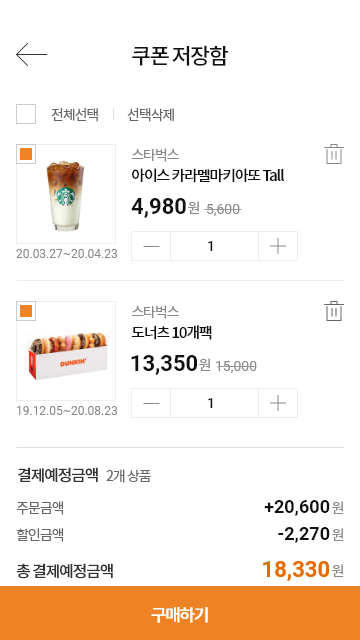 쿠폰 저장함
전체선택 | 선택삭제
스타벅스
아이스 카라멜마키아또 Tall
4,980원 5,600
1
20.03.27~20.04.23
스타벅스
도너츠 10개팩
DUNKIN'
13,350원 15,000
1
19.12.05~20.08.23
결제예정금액 2개 상품
주문금액 +20,600원
할인금액 -2,270원
총 결제예정금액 18,330원
구매하기